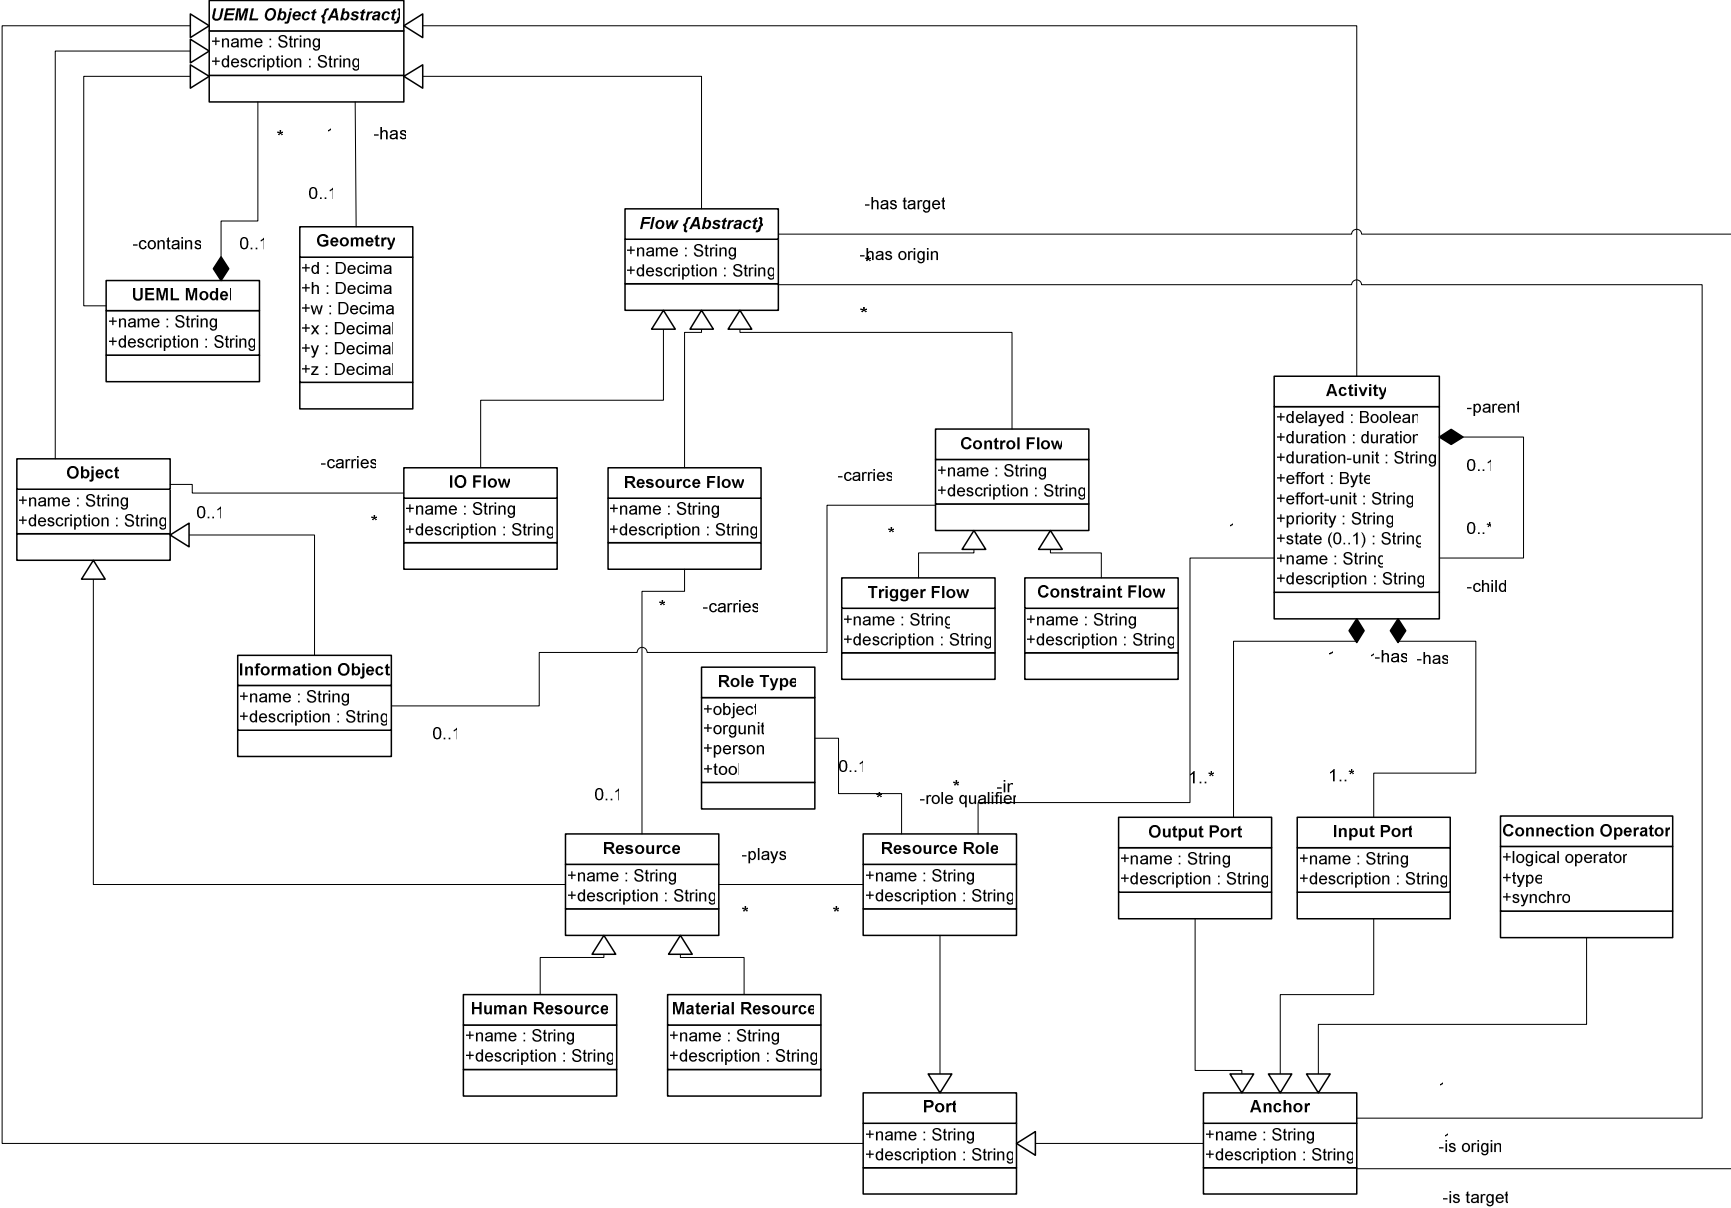 UEML Object {Abstract}
+name : String
+description : String
*
-has
0..1
-contains
0..1
UEML Model
+name : String
+description : String
Geometry
+d : Decima
+h : Decima
+w : Decima
+x : Decimal
+y : Decimal
+z : Decimal
Flow {Abstract}
+name : String
+description : String
-has target
-has origin
*
*
Activity
+delayed : Boolean
+duration : duration
+duration-unit : String
+effort : Byte
+effort-unit : String
+priority : String
+state (0..1) : String
+name : String
+description : String
-parent
0..1
0..*
-child
Object
+name : String
+description : String
0..1
-carries
*
IO Flow
+name : String
+description : String
Resource Flow
+name : String
+description : String
Control Flow
+name : String
+description : String
-carries
*
Trigger Flow
+name : String
+description : String
Constraint Flow
+name : String
+description : String
*
-carries
Information Object
+name : String
+description : String
0..1
Role Type
+object
+orgunit
+person
+tool
0..1
*
-role qualifier
*
-in
-has
-has
1..*
1..*
0..1
Resource
+name : String
+description : String
-plays
*
*
Resource Role
+name : String
+description : String
Output Port
+name : String
+description : String
Input Port
+name : String
+description : String
Connection Operator
+logical operator
+type
+synchro
Human Resource
+name : String
+description : String
Material Resource
+name : String
+description : String
Port
+name : String
+description : String
Anchor
+name : String
+description : String
-is origin
-is target